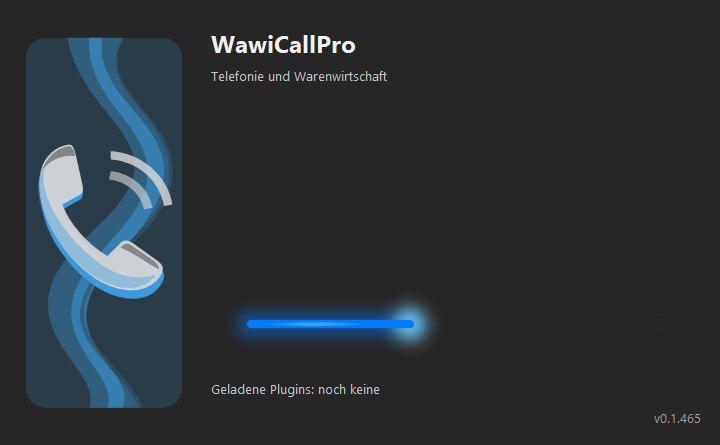 WawiCallPro
Telefonie und Warenwirtschaft
Geladene Plugins: noch keine
v0.1.465